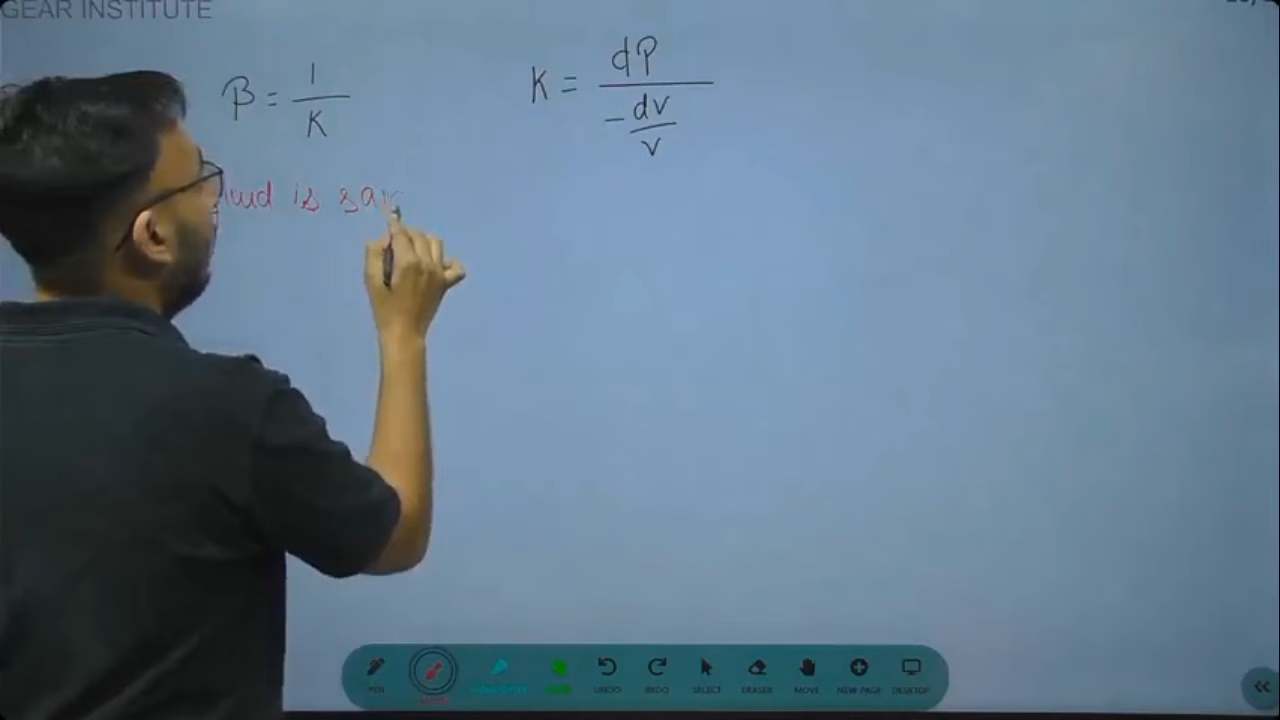 GEAR INSTITUTE
β = 1/K
K = dP / (-dv/v)
is
PEN
UNDO
REDO
SELECT
ERASER
MOVE
NEW PAGE
DESKTOP